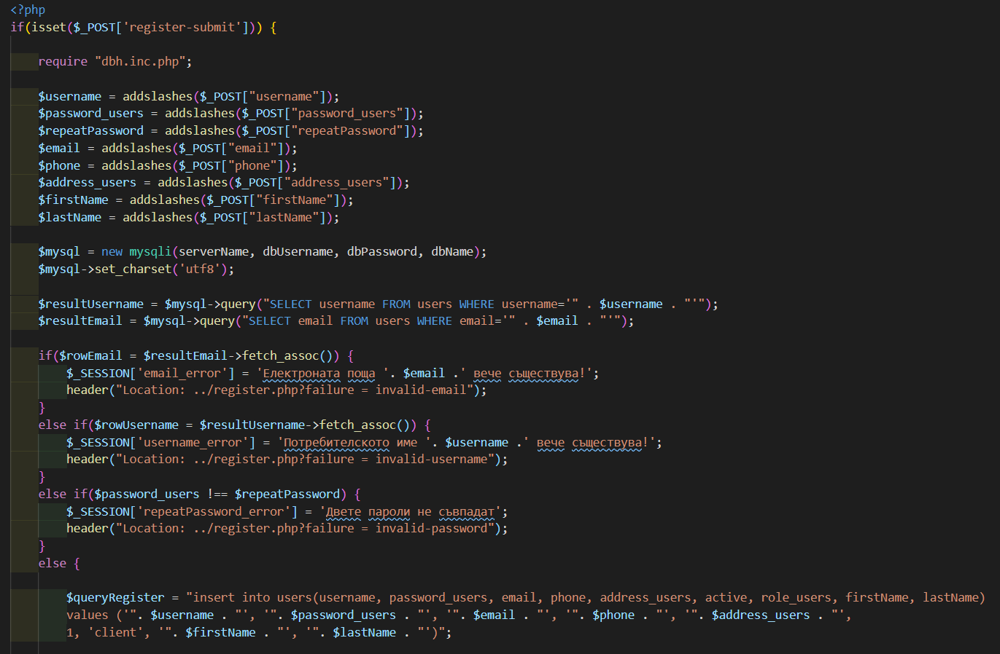 <?php
if(isset($_POST['register-submit'])) {
require "dbh.inc.php";
$username = addslashes($_POST["username"]);
$password_users = addslashes($_POST["password_users"]);
$repeatPassword = addslashes($_POST["repeatPassword"]);
$email = addslashes($_POST["email"]);
$phone = addslashes($_POST["phone"]);
$address_users = addslashes($_POST["address_users"]);
$firstName = addslashes($_POST["firstName"]);
$lastName = addslashes($_POST["lastName"]);
$mysql = new mysqli(serverName, dbUsername, dbPassword, dbName);
$mysql->set_charset('utf8');
$resultUsername = $mysql->query("SELECT username FROM users WHERE username='" . $username . "'");
$resultEmail = $mysql->query("SELECT email FROM users WHERE email='" . $email . "'");
if($rowEmail = $resultEmail->fetch_assoc()) {
$_SESSION['email_error'] = 'Електроната поща '. $email .' вече съществува!';
header("Location: ../register.php?failure = invalid-email");
}
else if($rowUsername = $resultUsername->fetch_assoc()) {
$_SESSION['username_error'] = 'Потребителското име '. $username .' вече съществува!';
header("Location: ../register.php?failure = invalid-username");
}
else if($password_users !== $repeatPassword) {
$_SESSION['repeatPassword_error'] = 'Двете пароли не съвпадат';
header("Location: ../register.php?failure = invalid-password");
}
else {
$queryRegister = "insert into users(username, password_users, email, phone, address_users, active, role_users, firstName, lastName)
values ('". $username . "', '". $password_users . "', '". $email . "', '". $phone . "', '". $address_users . "',
1, 'client', '". $firstName . "', '". $lastName . "')";